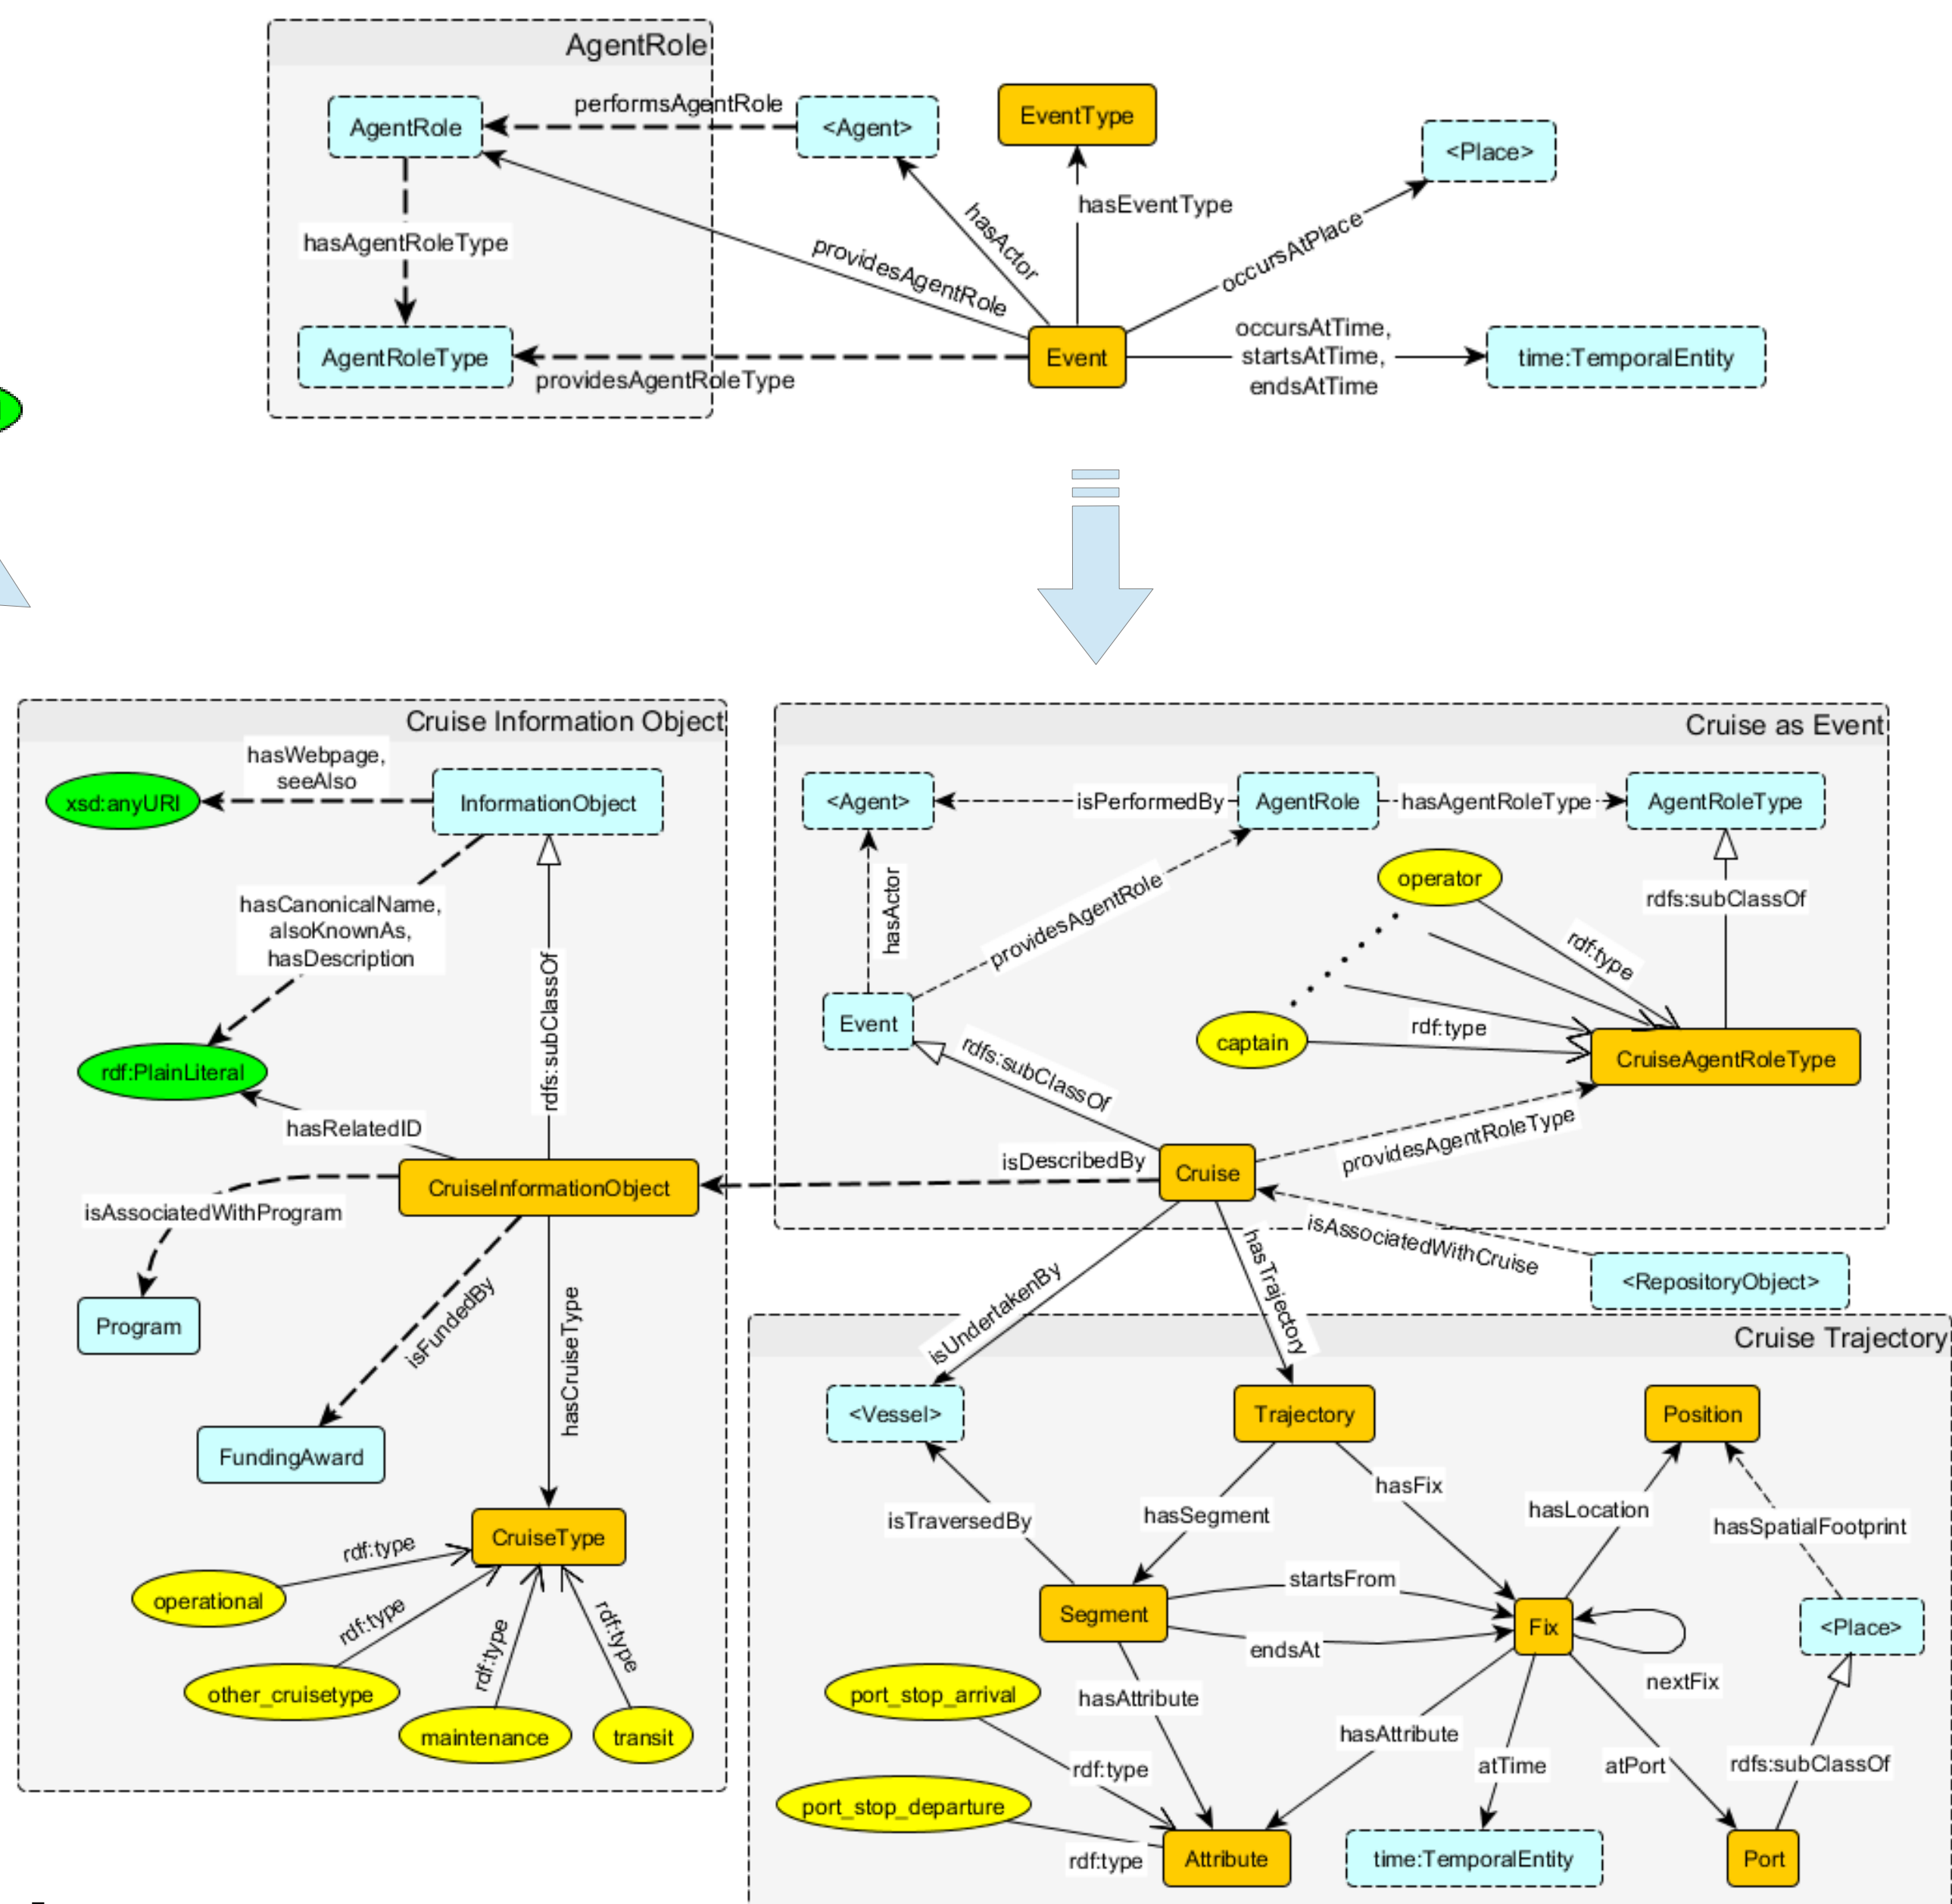 AgentRole
performsAgentRole
AgentRole
<Agent>
EventType
<Place>
hasEventType
hasActor
occursAtPlace
hasAgentRoleType
providesAgentRole
AgentRoleType
providesAgentRoleType
Event
occursAtTime,
startsAtTime,
endsAtTime
time:TemporalEntity
Cruise Information Object
hasWebpage,
seeAlso
xsd:anyURI
InformationObject
hasCanonicalName,
alsoKnownAs,
hasDescription
rdfs:subClassOf
rdf:PlainLiteral
hasRelatedID
CruiseInformationObject
isAssociatedWithProgram
Program
isFundedBy
hasCruiseType
FundingAward
CruiseType
rdf:type
operational
rdf:type
other_cruisetype
rdf:type
maintenance
rdf:type
transit
Cruise as Event
<Agent>
isPerformedBy
AgentRole
hasAgentRoleType
AgentRoleType
operator
hasActor
providesAgentRole
rdfs:subClassOf
rdf:type
Event
captain
rdf:type
CruiseAgentRoleType
rdfs:subClassOf
providesAgentRoleType
isDescribedBy
Cruise
isAssociatedWithCruise
<RepositoryObject>
isUndertakenBy
hasTrajectory
Cruise Trajectory
<Vessel>
Trajectory
Position
hasFix
isTraversedBy
hasSegment
hasLocation
hasSpatialFootprint
startsFrom
Segment
Fix
<Place>
endsAt
nextFix
port_stop_arrival
hasAttribute
hasAttribute
rdf:type
atTime
atPort
rdfs:subClassOf
port_stop_departure
rdf:type
Attribute
time:TemporalEntity
Port